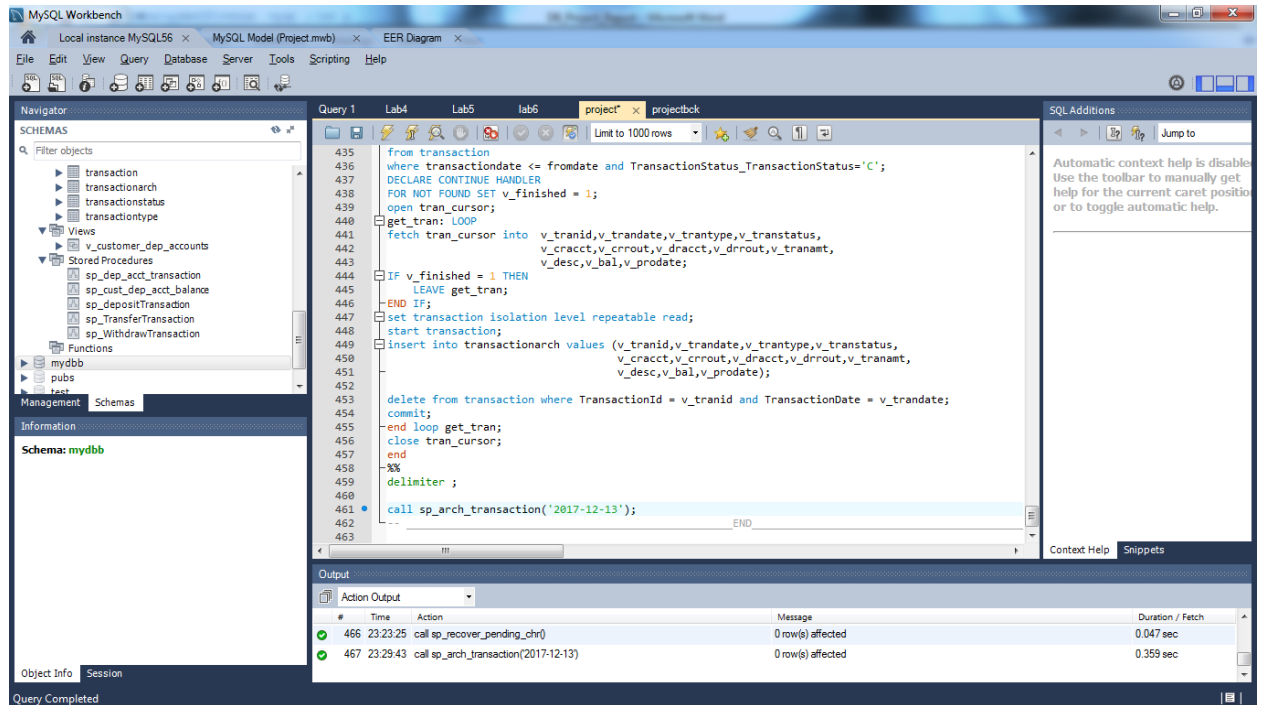 MySQL Workbench
Local instance MySQL56 × MySQL Model (Project.mwb) × EER Diagram ×
File Edit View Query Database Server Tools Scripting Help
Navigator
SCHEMAS
Filter objects
transaction
transactionarch
transactionstatus
transactiontype
Views
v_customer_dep_accounts
Stored Procedures
sp_dep_acct_transaction
sp_cust_dep_acct_balance
sp_depositTransaction
sp_TransferTransaction
sp_WithdrawTransaction
Functions
mydbb
pubs
test
Management Schemas
Information
Schema: mydbb
Object Info Session
Query 1 Lab4 Lab5 lab6 project* × projectbck
Limit to 1000 rows
435 from transaction
436 where transactiondate <= fromdate and TransactionStatus_TransactionStatus='C';
437 DECLARE CONTINUE HANDLER
438 FOR NOT FOUND SET v_finished = 1;
439 open tran_cursor;
440 get_tran: LOOP
441 fetch tran_cursor into v_tranid,v_trandate,v_trantype,v_transtatus,
442 v_cracct,v_crrout,v_dracct,v_drrout,v_tranamt,
443 v_desc,v_bal,v_prodate;
444 IF v_finished = 1 THEN
445 LEAVE get_tran;
446 END IF;
447 set transaction isolation level repeatable read;
448 start transaction;
449 insert into transactionarch values (v_tranid,v_trandate,v_trantype,v_transtatus,
450 v_cracct,v_crrout,v_dracct,v_drrout,v_tranamt,
451 v_desc,v_bal,v_prodate);
452
453 delete from transaction where TransactionId = v_tranid and TransactionDate = v_trandate;
454 commit;
455 end loop get_tran;
456 close tran_cursor;
457 end
458 %%
459 delimiter ;
460
461 call sp_arch_transaction('2017-12-13');
462 -- ____________END____________
463
SQL Additions
Jump to
Automatic context help is disable
Use the toolbar to manually get
help for the current caret positio
or to toggle automatic help.
Context Help Snippets
Output
Action Output
# Time Action Message Duration / Fetch
466 23:23:25 call sp_recover_pending_chr() 0 row(s) affected 0.047 sec
467 23:29:43 call sp_arch_transaction('2017-12-13') 0 row(s) affected 0.359 sec
Query Completed